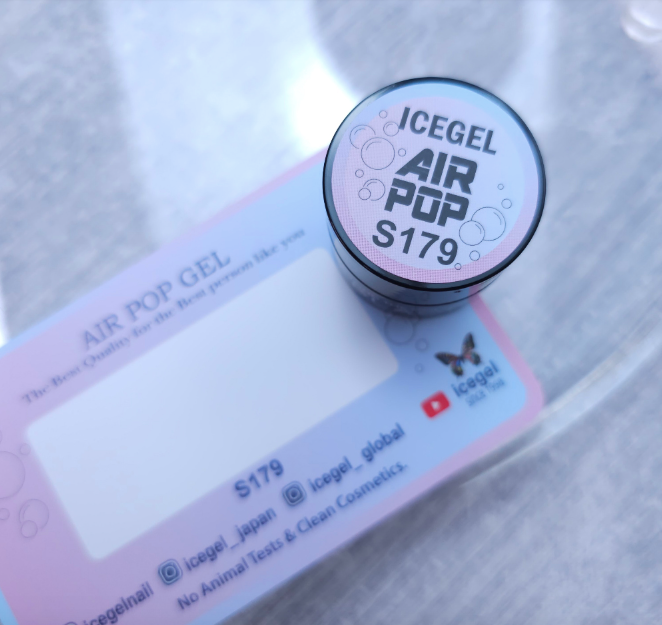 ICEGEL
AIR
POP
S179
AIR POP GEL
The Best Quality for the Best person like you
icegel
S179
icegel_global
icegel_japan
icegelnail
No Animal Tests & Clean Cosmetics.